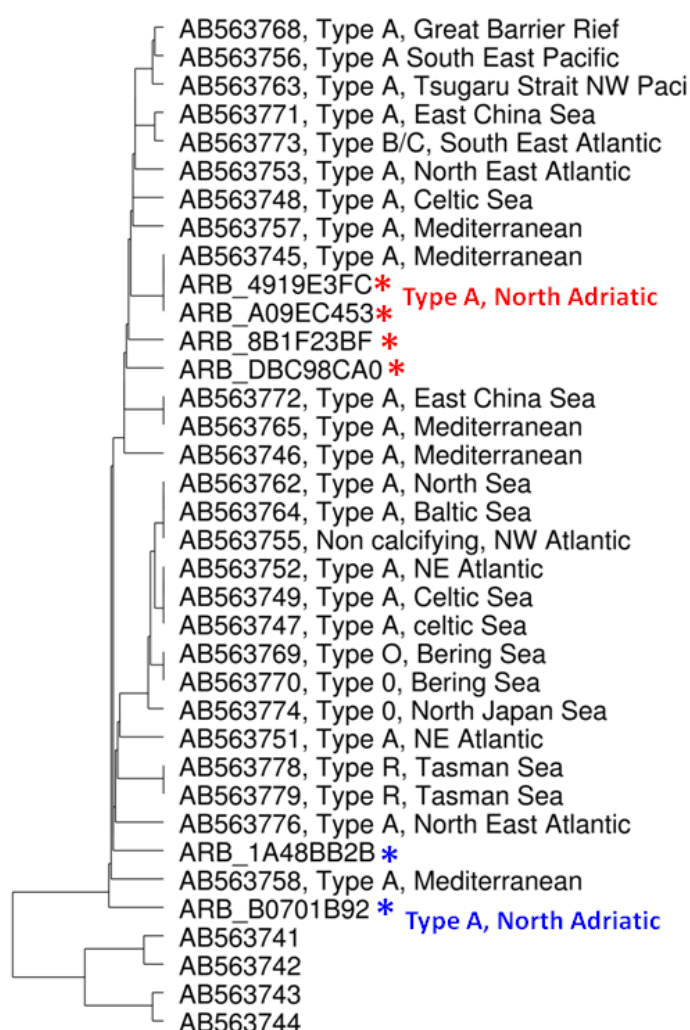 AB563768, Type A, Great Barrier Rief
AB563756, Type A South East Pacific
AB563763, Type A, Tsugaru Strait NW Paci
AB563771, Type A, East China Sea
AB563773, Type B/C, South East Atlantic
AB563753, Type A, North East Atlantic
AB563748, Type A, Celtic Sea
AB563757, Type A, Mediterranean
AB563745, Type A, Mediterranean
ARB_4919E3FC* Type A, North Adriatic
ARB_A09EC453*
ARB_8B1F23BF *
ARB_DBC98CA0 *
AB563772, Type A, East China Sea
AB563765, Type A, Mediterranean
AB563746, Type A, Mediterranean
AB563762, Type A, North Sea
AB563764, Type A, Baltic Sea
AB563755, Non calcifying, NW Atlantic
AB563752, Type A, NE Atlantic
AB563749, Type A, Celtic Sea
AB563747, Type A, celtic Sea
AB563769, Type O, Bering Sea
AB563770, Type 0, Bering Sea
AB563774, Type 0, North Japan Sea
AB563751, Type A, NE Atlantic
AB563778, Type R, Tasman Sea
AB563779, Type R, Tasman Sea
AB563776, Type A, North East Atlantic
ARB_1A48BB2B *
AB563758, Type A, Mediterranean
ARB_B0701B92 * Type A, North Adriatic
AB563741
AB563742
AB563743
AB563744